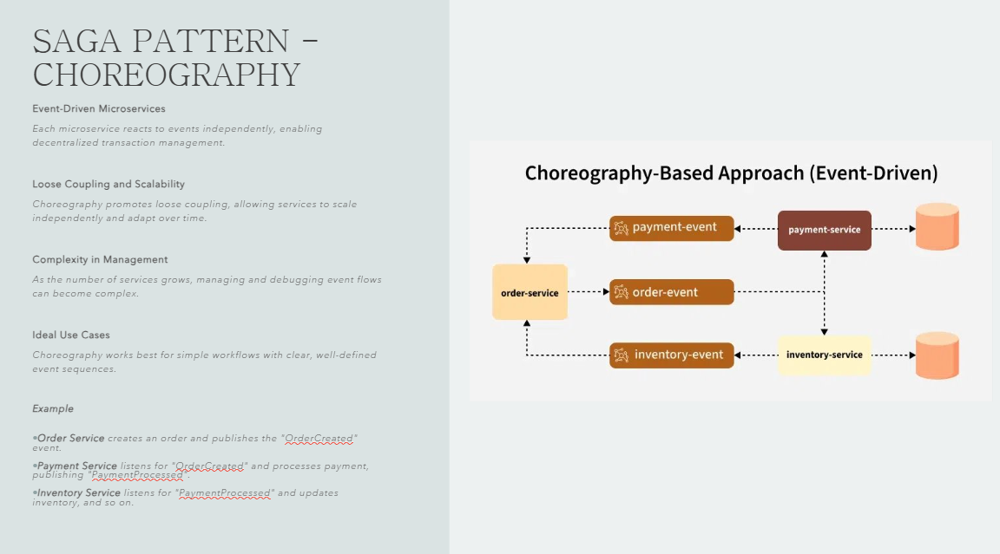 SAGA PATTERN –
CHOREOGRAPHY
Event-Driven Microservices
Each microservice reacts to events independently, enabling
decentralized transaction management.
Loose Coupling and Scalability
Choreography promotes loose coupling, allowing services to scale
independently and adapt over time.
Complexity in Management
As the number of services grows, managing and debugging event flows
can become complex.
Ideal Use Cases
Choreography works best for simple workflows with clear, well-defined
event sequences.
Example
•Order Service creates an order and publishes the "OrderCreated"
event.
•Payment Service listens for "OrderCreated" and processes payment,
publishing "PaymentProcessed".
•Inventory Service listens for "PaymentProcessed" and updates
inventory, and so on.
Choreography-Based Approach (Event-Driven)
payment-event
payment-service
order-service
order-event
inventory-event
inventory-service